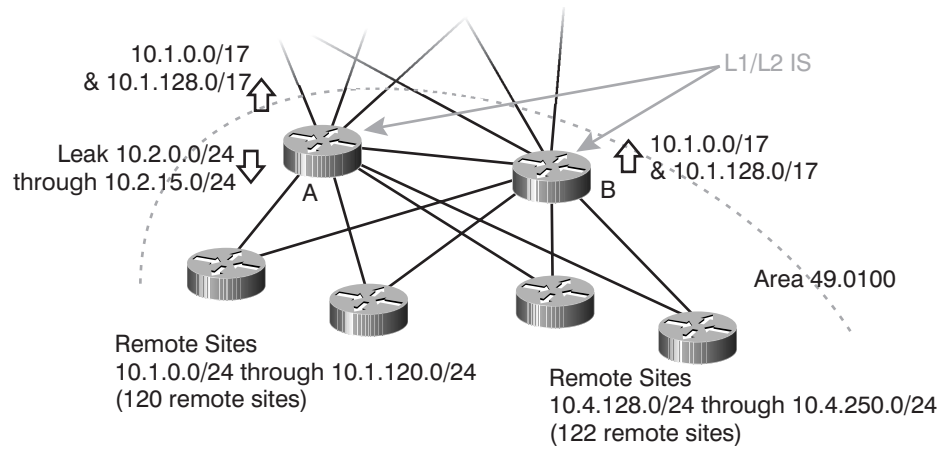 10.1.0.0/17
& 10.1.128.0/17
L1/L2 IS
Leak 10.2.0.0/24
through 10.2.15.0/24
10.1.0.0/17
& 10.1.128.0/17
A
B
Area 49.0100
Remote Sites
10.1.0.0/24 through 10.1.120.0/24
(120 remote sites)
Remote Sites
10.4.128.0/24 through 10.4.250.0/24
(122 remote sites)